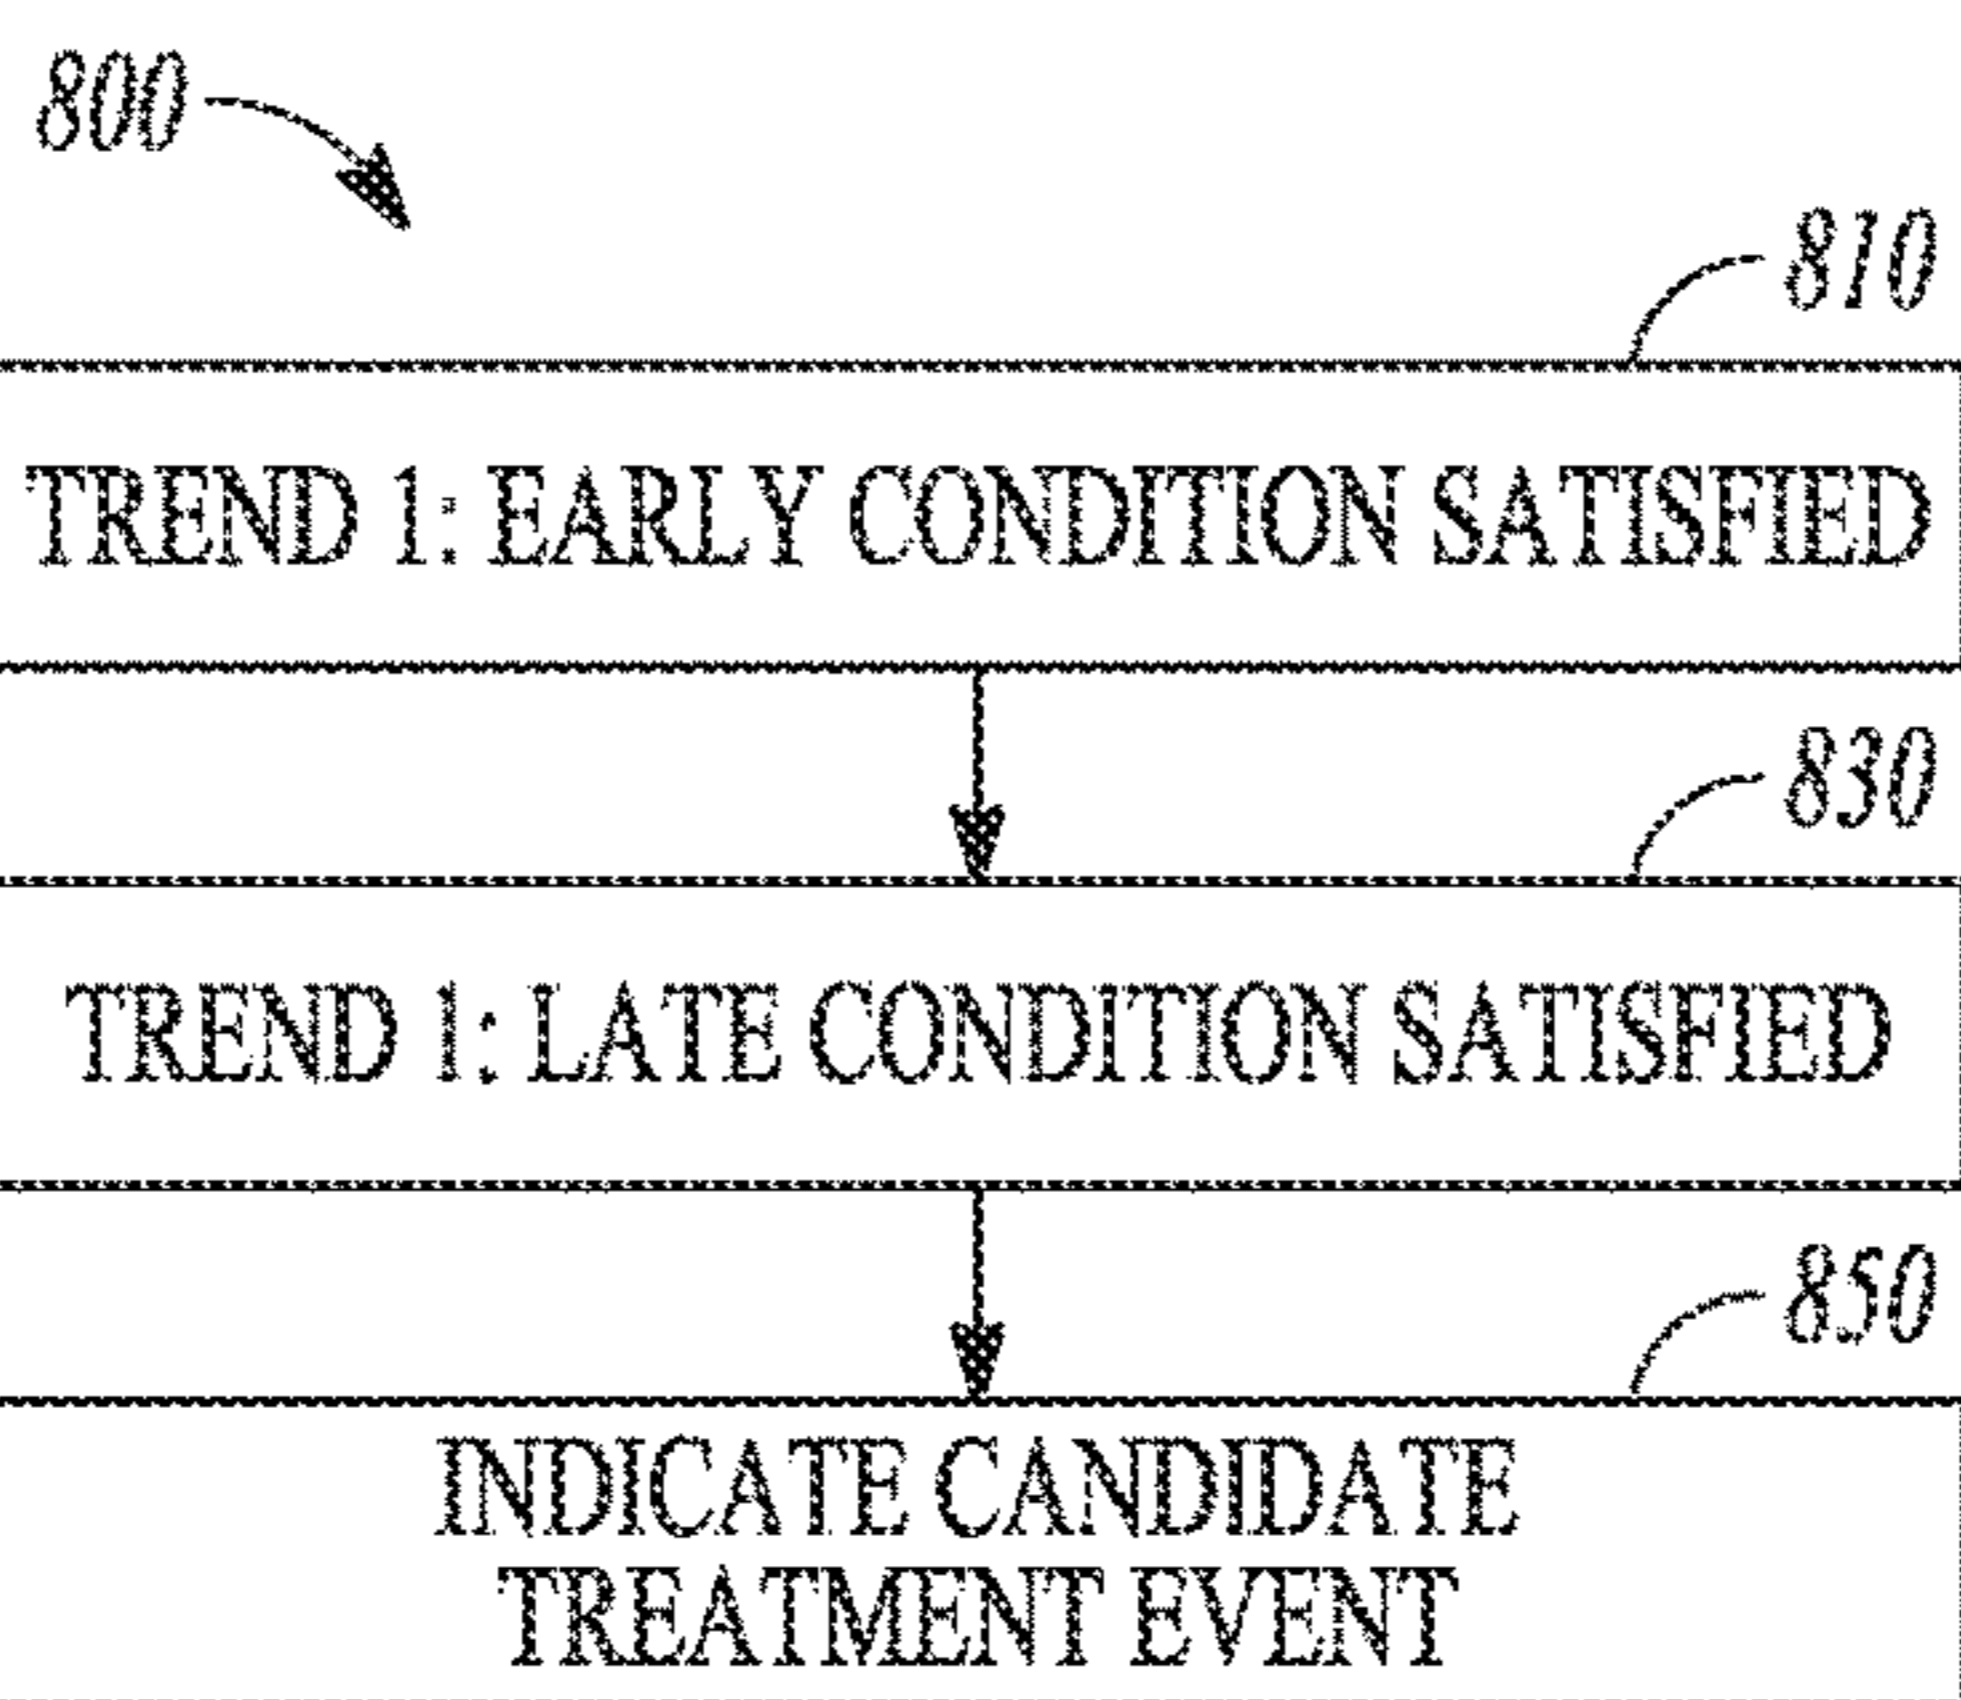 800
810
TREND 1: EARLY CONDITION SATISFIED
830
TREND 1: LATE CONDITION SATISFIED
850
INDICATE CANDIDATE
TREATMENT EVENT